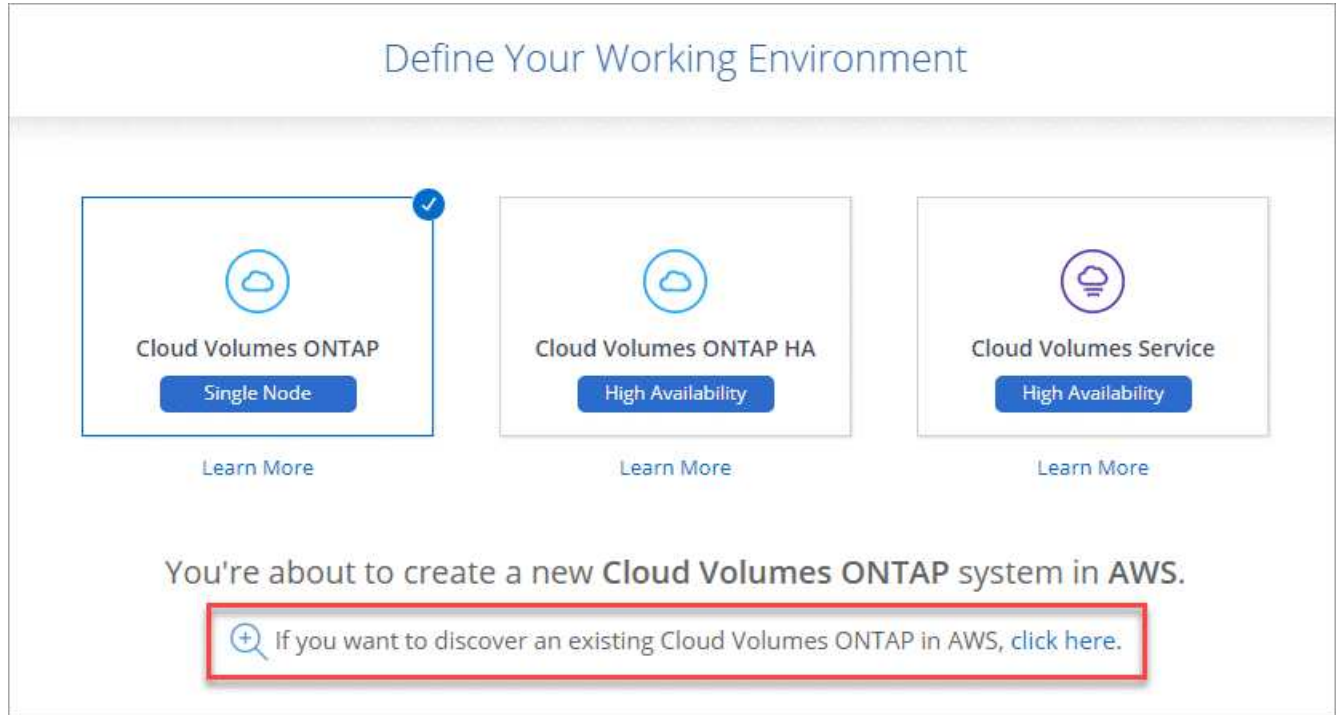 Define Your Working Environment
Cloud Volumes ONTAP
Single Node
Learn More
Cloud Volumes ONTAP HA
High Availability
Learn More
Cloud Volumes Service
High Availability
Learn More
You're about to create a new Cloud Volumes ONTAP system in AWS.
If you want to discover an existing Cloud Volumes ONTAP in AWS, click here.